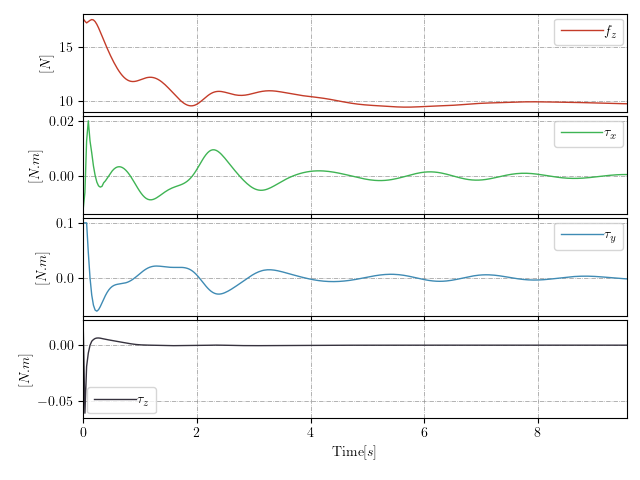 15
10
[N]
f_z
0.02
0.00
[N.m]
τ_x
0.1
0.0
[N.m]
τ_y
0.00
−0.05
[N.m]
τ_z
0 2 4 6 8
Time[s]